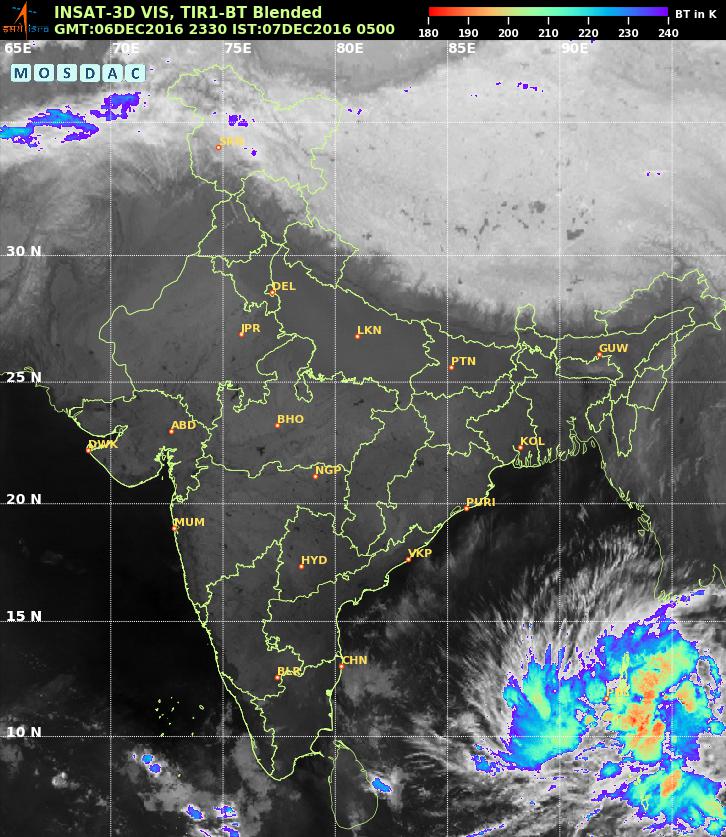 INSAT-3D VIS, TIR1-BT Blended
GMT:06DEC2016 2330 IST:07DEC2016 0500
BT in K
180 190 200 210 220 230 240
65E 70E 75E 80E 85E 90E
MOSDAC
SRN
30 N
DEL
JPR LKN GUW
PTN
25 N
ABD BHO
DWK KOL
NGP
20 N PURI
MUM
HYD VKP
15 N
CHN
BLR
10 N